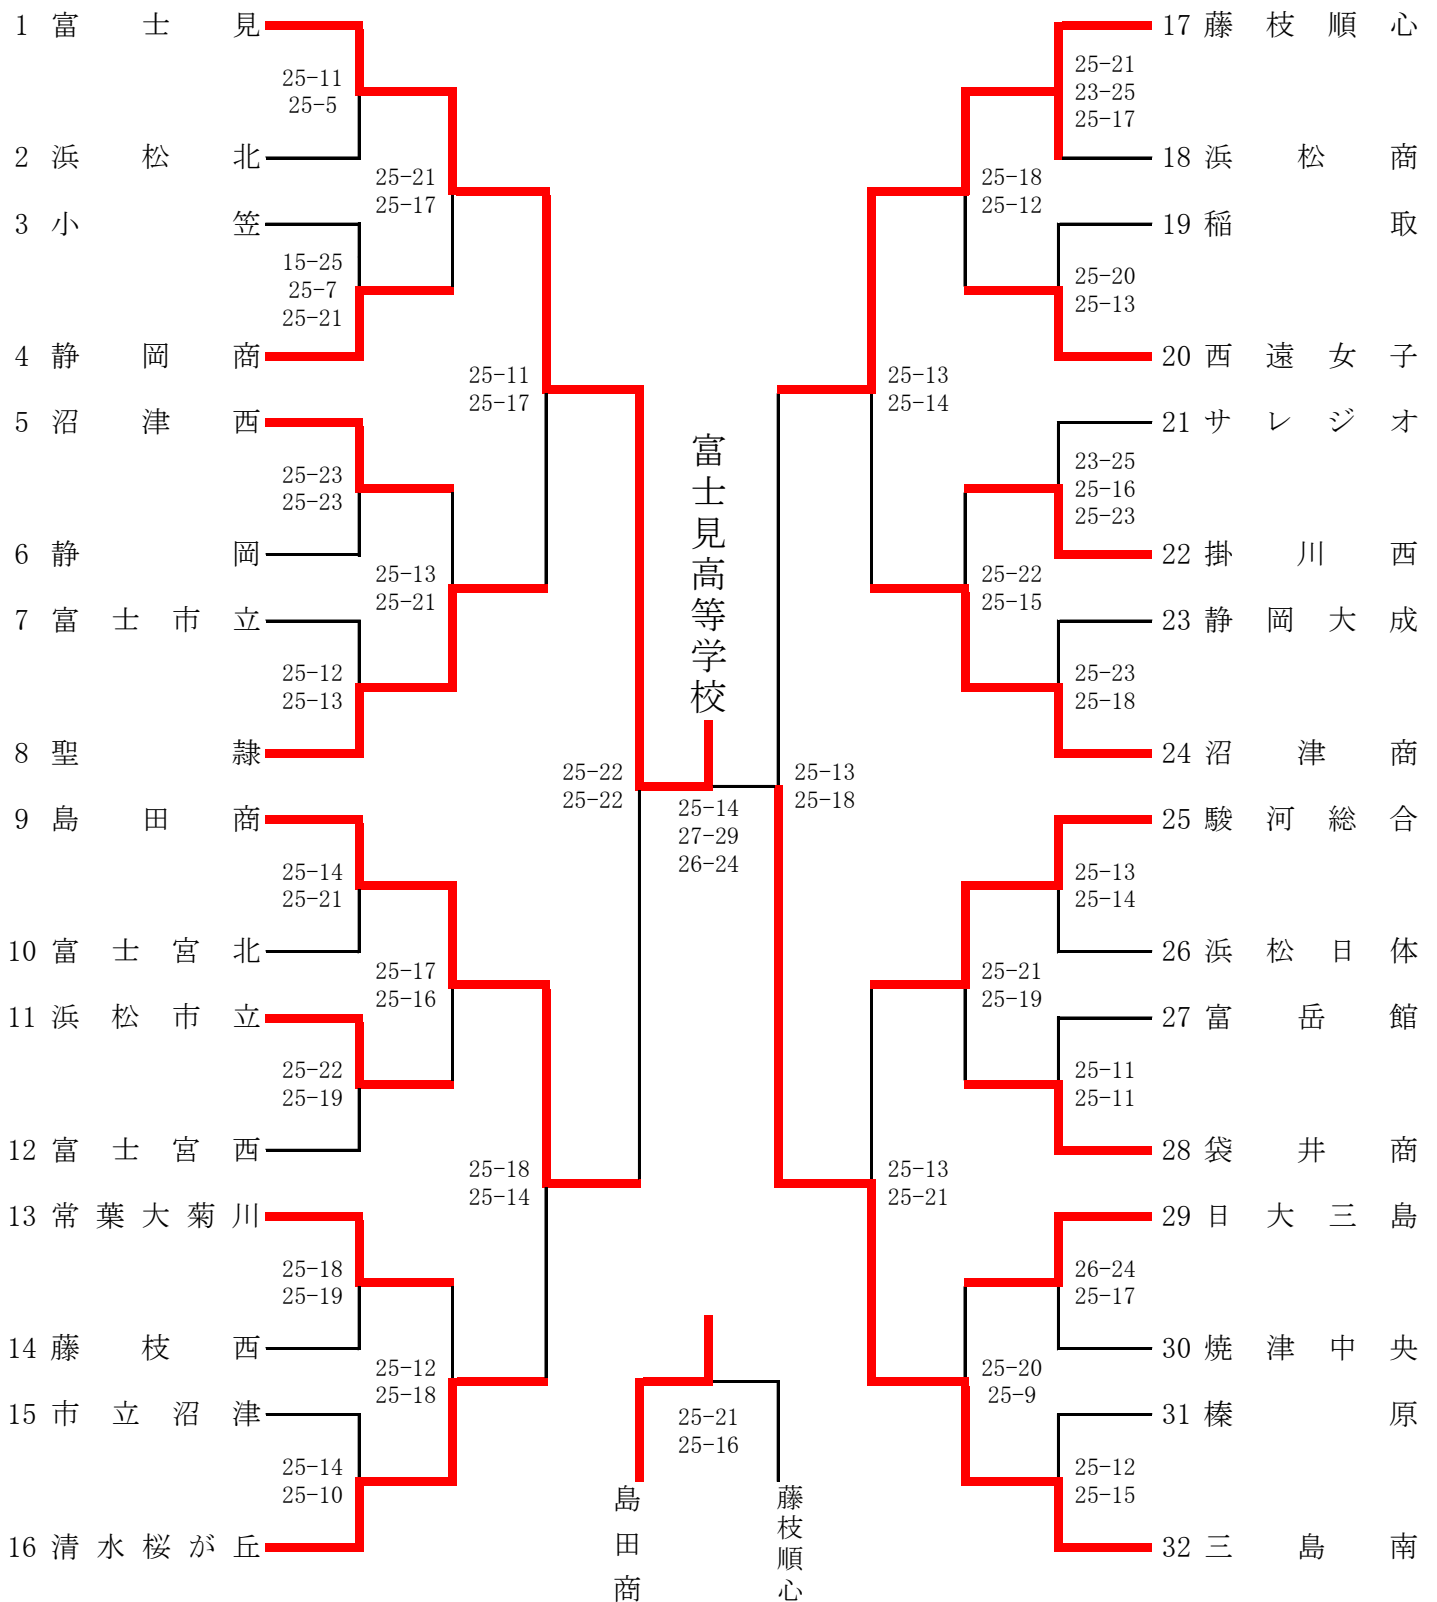 1 富士見
25-11
25-5
2 浜松北
25-21
25-17
3 小笠
15-25
25-7
25-21
4 静岡商
25-11
25-17
5 沼津西
25-23
25-23
6 静岡
25-13
25-21
7 富士市立
25-12
25-13
8 聖隷
25-22
25-22
9 島田商
25-14
25-21
10 富士宮北
25-17
25-16
11 浜松市立
25-22
25-19
12 富士宮西
25-18
25-14
13 常葉大菊川
25-18
25-19
14 藤枝西
25-12
25-18
15 市立沼津
25-14
25-10
16 清水桜が丘
富士見高等学校
25-14
27-29
26-24
25-21
25-16
島田商
藤枝順心
17 藤枝順心
25-21
23-25
25-17
18 浜松商
25-18
25-12
19 稲取
25-20
25-13
20 西遠女子
25-13
25-14
21 サレジオ
23-25
25-16
25-23
22 掛川西
25-22
25-15
23 静岡大成
25-23
25-18
24 沼津商
25-13
25-18
25 駿河総合
25-13
25-14
26 浜松日体
25-21
25-19
27 富岳館
25-11
25-11
28 袋井商
25-13
25-21
29 日大三島
26-24
25-17
30 焼津中央
25-20
25-9
31 榛原
25-12
25-15
32 三島南